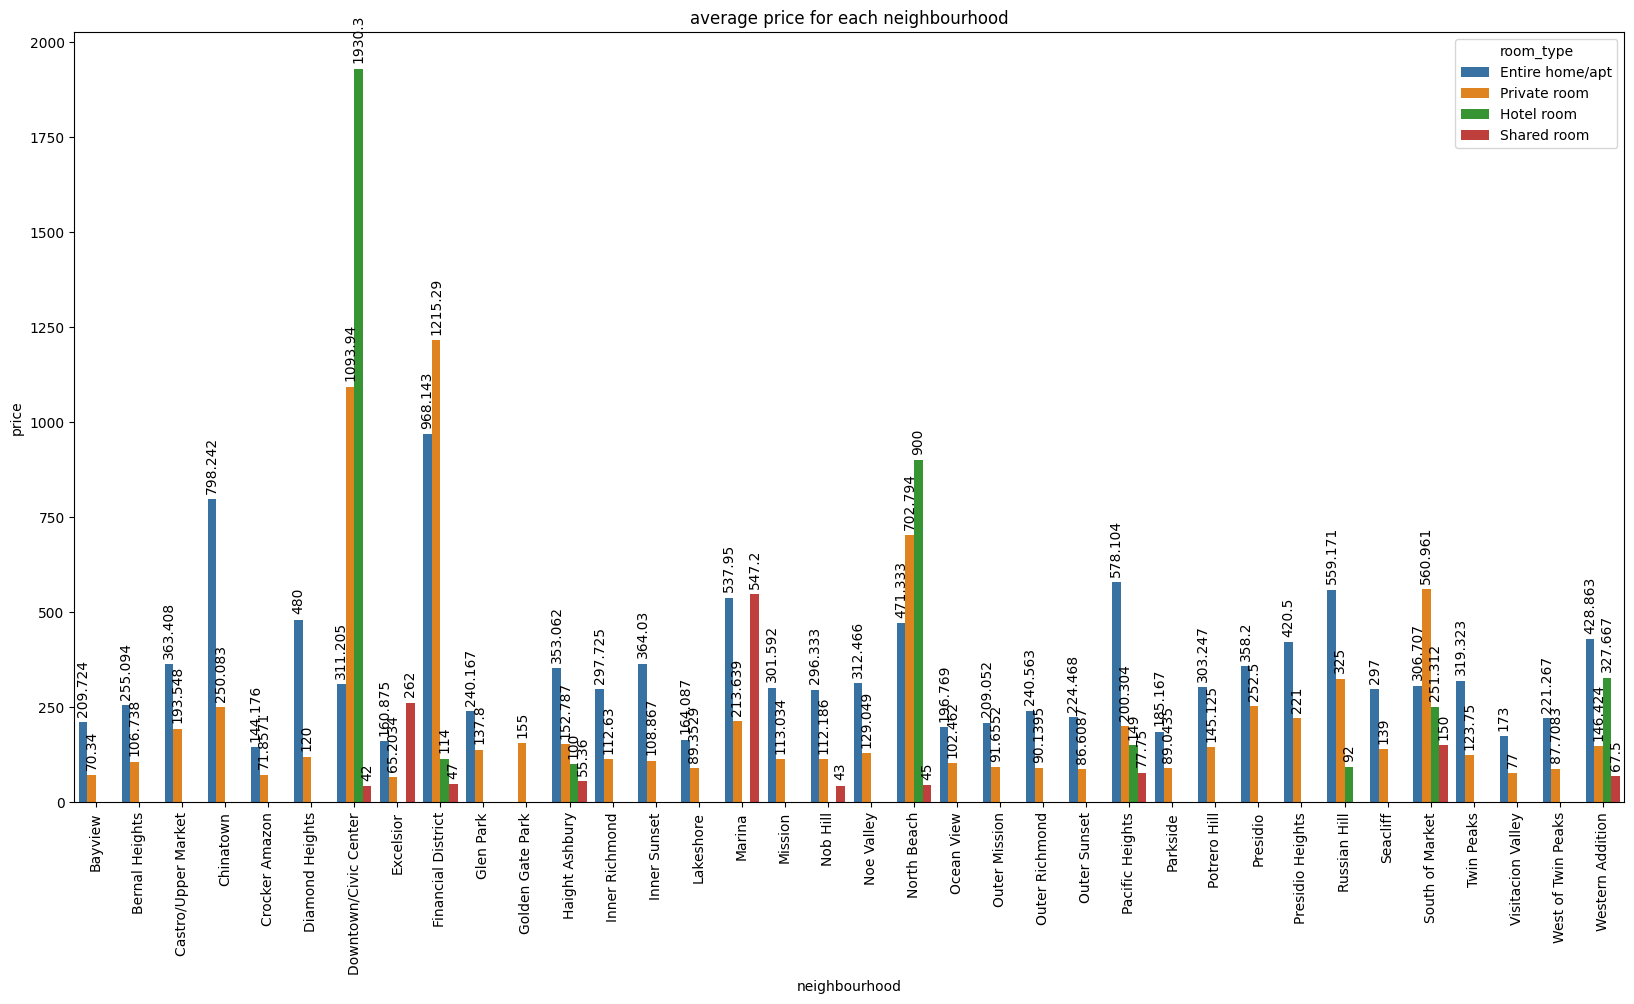 average price for each neighbourhood
room_type
Entire home/apt
Private room
Hotel room
Shared room
price
2000
1750
1500
1250
1000
750
500
250
0
209.724
70.34
255.094
106.738
363.408
193.548
798.242
250.083
144.176
71.8571
480
120
311.205
1093.94
1930.3
42
160.875
65.2034
262
968.143
1215.29
114
47
240.167
137.8
155
353.062
152.787
100
55.36
297.725
112.63
364.03
108.867
164.087
89.3529
537.95
213.639
547.2
301.592
113.034
296.333
112.186
43
312.466
129.049
471.333
702.794
900
45
196.769
102.462
209.052
91.6552
240.563
90.1395
224.468
86.6087
578.104
200.304
149
77.75
185.167
89.0435
303.247
145.125
358.2
252.5
420.5
221
559.171
325
92
297
139
306.707
560.961
251.312
150
319.323
123.75
173
77
221.267
87.7083
428.863
146.424
327.667
67.5
Bayview
Bernal Heights
Castro/Upper Market
Chinatown
Crocker Amazon
Diamond Heights
Downtown/Civic Center
Excelsior
Financial District
Glen Park
Golden Gate Park
Haight Ashbury
Inner Richmond
Inner Sunset
Lakeshore
Marina
Mission
Nob Hill
Noe Valley
North Beach
Ocean View
Outer Mission
Outer Richmond
Outer Sunset
Pacific Heights
Parkside
Potrero Hill
Presidio
Presidio Heights
Russian Hill
Seacliff
South of Market
Twin Peaks
Visitacion Valley
West of Twin Peaks
Western Addition
neighbourhood